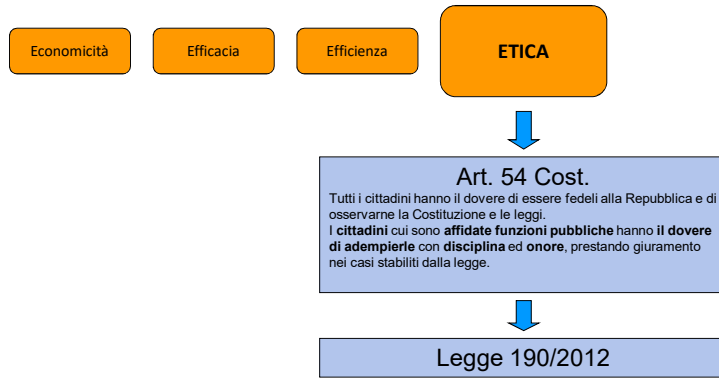 Economicità
Efficacia
Efficienza
ETICA
Art. 54 Cost.
Tutti i cittadini hanno il dovere di essere fedeli alla Repubblica e di
osservarne la Costituzione e le leggi.
I cittadini cui sono affidate funzioni pubbliche hanno il dovere
di adempierle con disciplina ed onore, prestando giuramento
nei casi stabiliti dalla legge.
Legge 190/2012